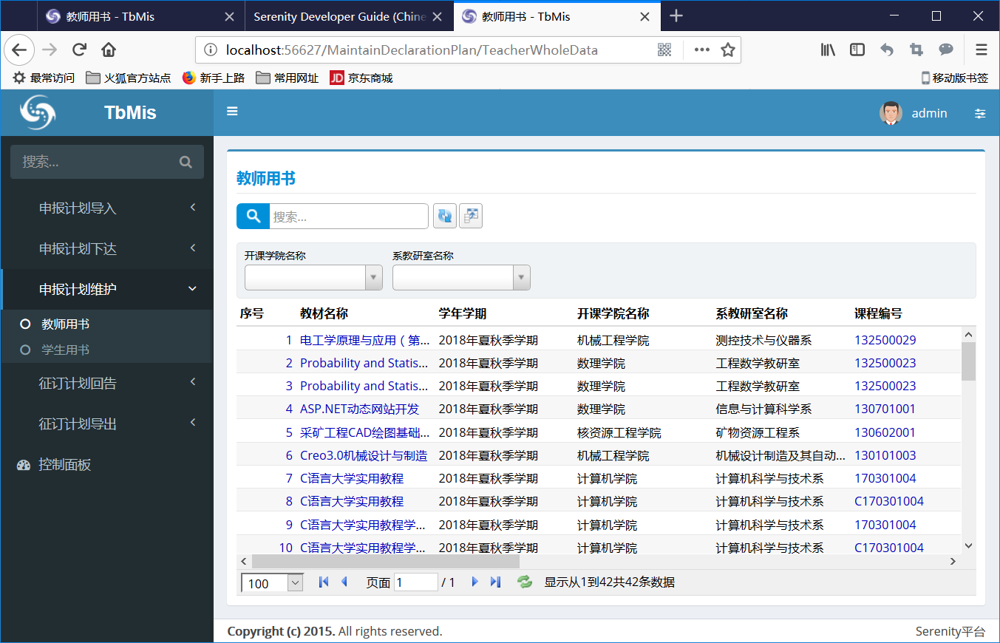 教师用书 - TbMis
Serenity Developer Guide (Chine
教师用书 - TbMis
localhost:56627/MaintainDeclarationPlan/TeacherWholeData
最常访问 火狐官方站点 新手上路 常用网址 JD 京东商城 移动版书签
TbMis
admin
搜索...
申报计划导入
申报计划下达
申报计划维护
教师用书
学生用书
征订计划回告
征订计划导出
控制面板
教师用书
搜索...
开课学院名称 系教研室名称
序号 教材名称 学年学期 开课学院名称 系教研室名称 课程编号
1 电工学原理与应用（第... 2018年夏秋季学期 机械工程学院 测控技术与仪器系 132500029
2 Probability and Statis... 2018年夏秋季学期 数理学院 工程数学教研室 132500023
3 Probability and Statis... 2018年夏秋季学期 数理学院 工程数学教研室 132500023
4 ASP.NET动态网站开发 2018年夏秋季学期 数理学院 信息与计算科学系 130701001
5 采矿工程CAD绘图基础... 2018年夏秋季学期 核资源工程学院 矿物资源工程系 130602001
6 Creo3.0机械设计与制造 2018年夏秋季学期 机械工程学院 机械设计制造及其自动... 130101003
7 C语言大学实用教程 2018年夏秋季学期 计算机学院 计算机科学与技术系 170301004
8 C语言大学实用教程 2018年夏秋季学期 计算机学院 计算机科学与技术系 C170301004
9 C语言大学实用教程学... 2018年夏秋季学期 计算机学院 计算机科学与技术系 170301004
10 C语言大学实用教程学... 2018年夏秋季学期 计算机学院 计算机科学与技术系 C170301004
100 页面 1 / 1 显示从1到42共42条数据
Copyright (c) 2015. All rights reserved. Serenity平台